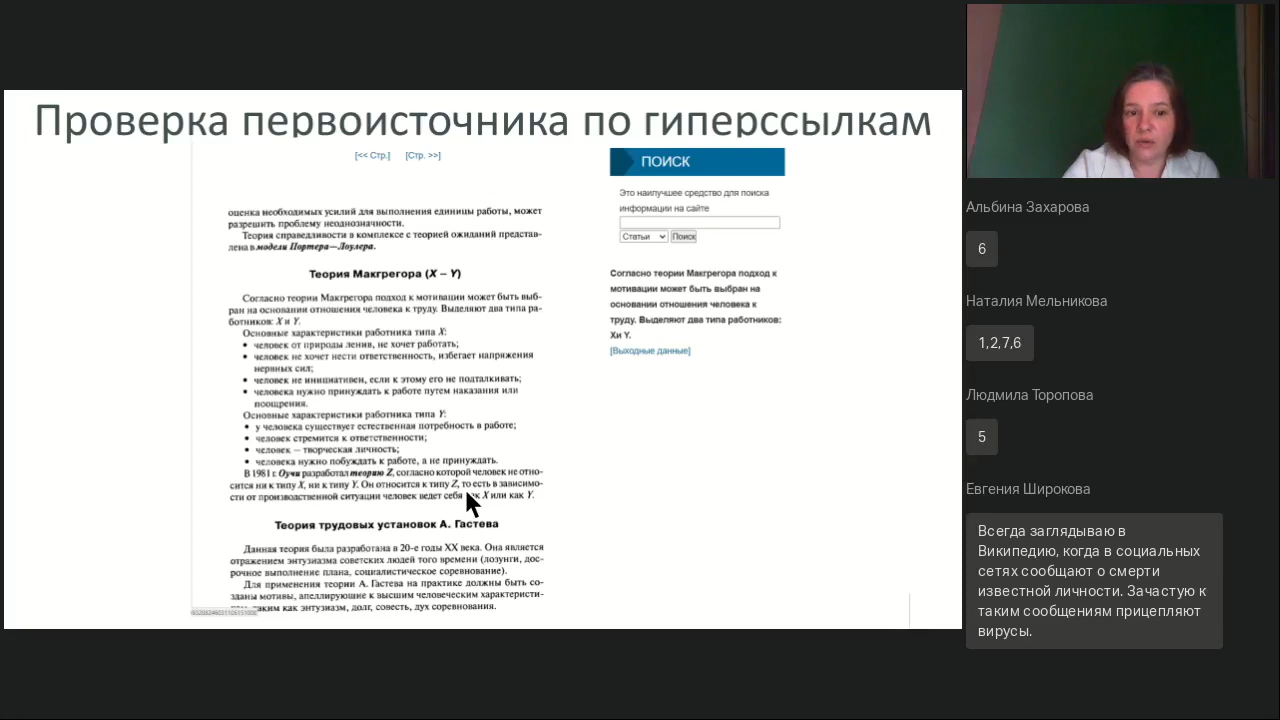 Проверка первоисточника по гиперссылкам
[<< Стр.] [Стр. >>]
оценка необходимых усилий для выполнения единицы работы, может
разрешить проблему неоднозначности.
Теория справедливости в комплексе с теорией ожиданий представ-
лена в модели Портера—Лоулера.
Теория Макгрегора (X – Y)
Согласно теории Макгрегора подход к мотивации может быть выб-
ран на основании отношения человека к труду. Выделяют два типа ра-
ботников: X и Y.
Основные характеристики работника типа X:
• человек от природы ленив, не хочет работать;
• человек не хочет нести ответственность, избегает напряжения
нервных сил;
• человек не инициативен, если к этому его не подталкивать;
• человека нужно принуждать к работе путем наказания или
поощрения.
Основные характеристики работника типа Y:
• у человека существует естественная потребность в работе;
• человек стремится к ответственности;
• человек – творческая личность;
• человека нужно побуждать к работе, а не принуждать.
В 1981 г. Оучи разработал теорию Z, согласно которой человек не отно-
сится ни к типу X, ни к типу Y. Он относится к типу Z, то есть в зависимо-
сти от производственной ситуации человек ведет себя как X или как Y.
Теория трудовых установок А. Гастева
Данная теория была разработана в 20-е годы XX века. Она является
отражением энтузиазма советских людей того времени (лозунги, дос-
рочное выполнение плана, социалистическое соревнование).
Для применения теории А. Гастева на практике должны быть со-
зданы мотивы, апеллирующие к высшим человеческим характеристи-
таким как энтузиазм, долг, совесть, дух соревнования.
ПОИСК
Это наилучшее средство для поиска
информации на сайте
Статьи Поиск
Согласно теории Макгрегора подход к
мотивации может быть выбран на
основании отношения человека к
труду. Выделяют два типа работников:
Xи Y.
[Выходные данные]
Альбина Захарова
6
Наталия Мельникова
1,2,7,6
Людмила Торопова
5
Евгения Широкова
Всегда заглядываю в
Википедию, когда в социальных
сетях сообщают о смерти
известной личности. Зачастую к
таким сообщениям прицепляют
вирусы.